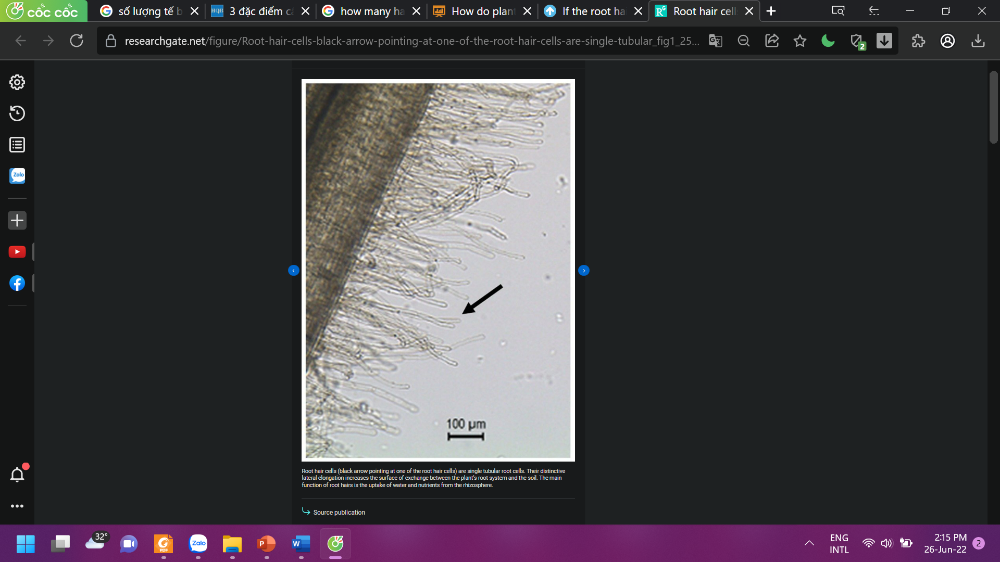 cốc cốc
số lượng tế b
3 đặc điểm c
how many ha
How do plan
If the root ha
Root hair cell
researchgate.net/figure/Root-hair-cells-black-arrow-pointing-at-one-of-the-root-hair-cells-are-single-tubular_fig1_25...
2
Zalo
100 µm
Root hair cells (black arrow pointing at one of the root hair cells) are single tubular root cells. Their distinctive
lateral elongation increases the surface of exchange between the plant's root system and the soil. The main
function of root hairs is the uptake of water and nutrients from the rhizosphere.
Source publication
32°
PDF
Zalo
P
W
ENG
INTL
2:15 PM
26-Jun-22
2